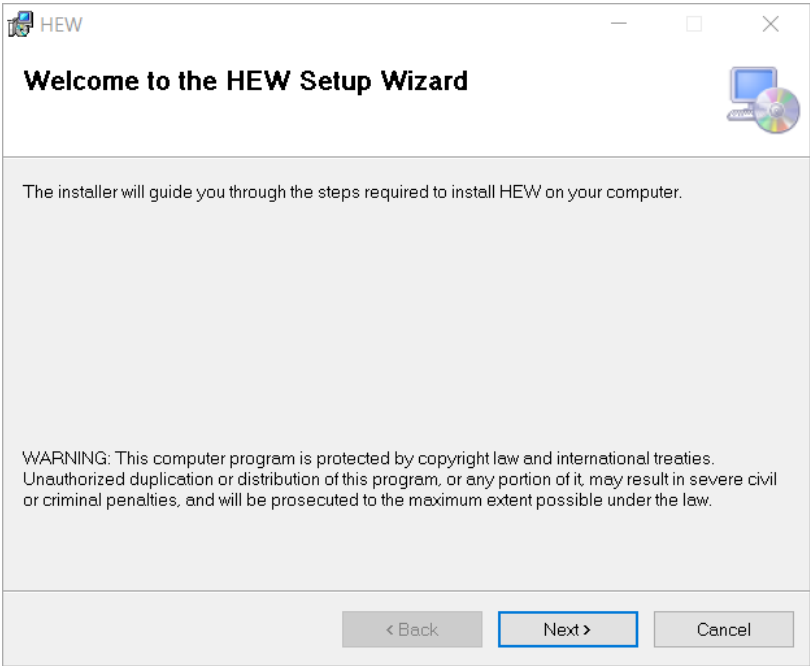 HEW
Welcome to the HEW Setup Wizard
The installer will guide you through the steps required to install HEW on your computer.
WARNING: This computer program is protected by copyright law and international treaties.
Unauthorized duplication or distribution of this program, or any portion of it, may result in severe civil
or criminal penalties, and will be prosecuted to the maximum extent possible under the law.
< Back
Next >
Cancel